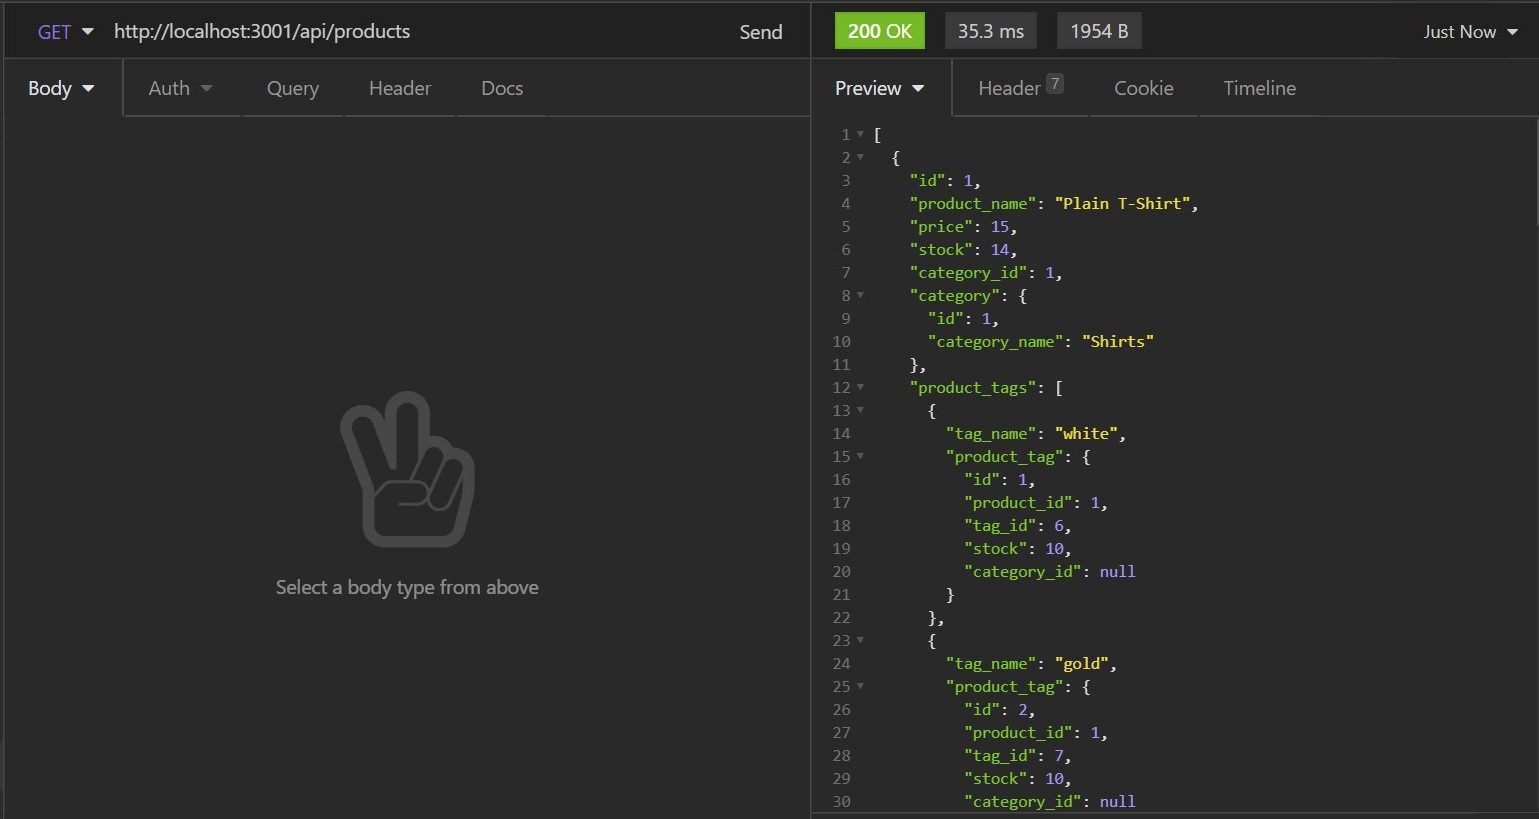 GET http://localhost:3001/api/products Send
200 OK 35.3 ms 1954 B Just Now
Body Auth Query Header Docs
Preview Header 7 Cookie Timeline
Select a body type from above
1 [
2 {
3 "id": 1,
4 "product_name": "Plain T-Shirt",
5 "price": 15,
6 "stock": 14,
7 "category_id": 1,
8 "category": {
9 "id": 1,
10 "category_name": "Shirts"
11 },
12 "product_tags": [
13 {
14 "tag_name": "white",
15 "product_tag": {
16 "id": 1,
17 "product_id": 1,
18 "tag_id": 6,
19 "stock": 10,
20 "category_id": null
21 }
22 },
23 {
24 "tag_name": "gold",
25 "product_tag": {
26 "id": 2,
27 "product_id": 1,
28 "tag_id": 7,
29 "stock": 10,
30 "category_id": null